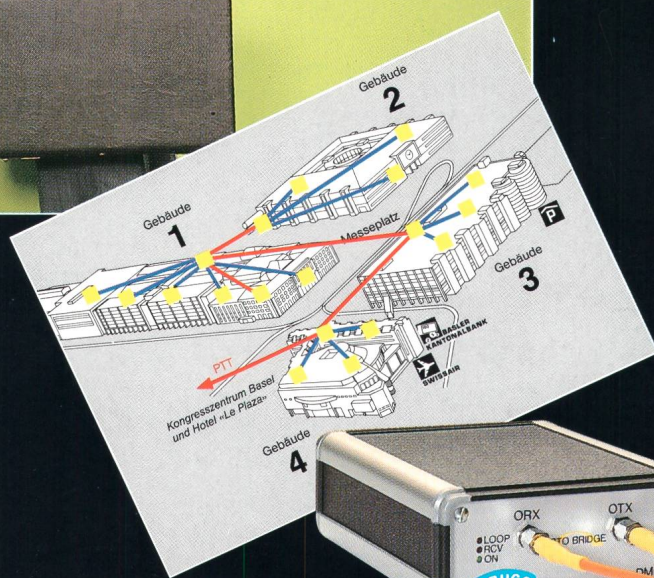 Gebäude
2
Gebäude
1
Messeplatz
P
Gebäude
3
BASLER
KANTONALBANK
SWISSAIR
PTT
Kongresszentrum Basel
und Hotel «Le Plaza»
Gebäude
4
ORX
OTX
LOOP
RCV
ON
TO BRIDGE